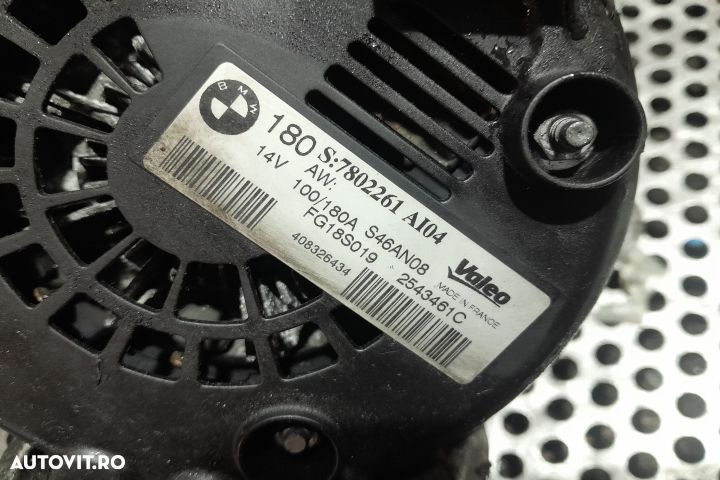 BMW
180 S:7802261 AI04
AW:
14V 100/180A S46AN08
FG18S019 2543461C
408326434
Valeo
MADE IN FRANCE
AUTOVIT.RO